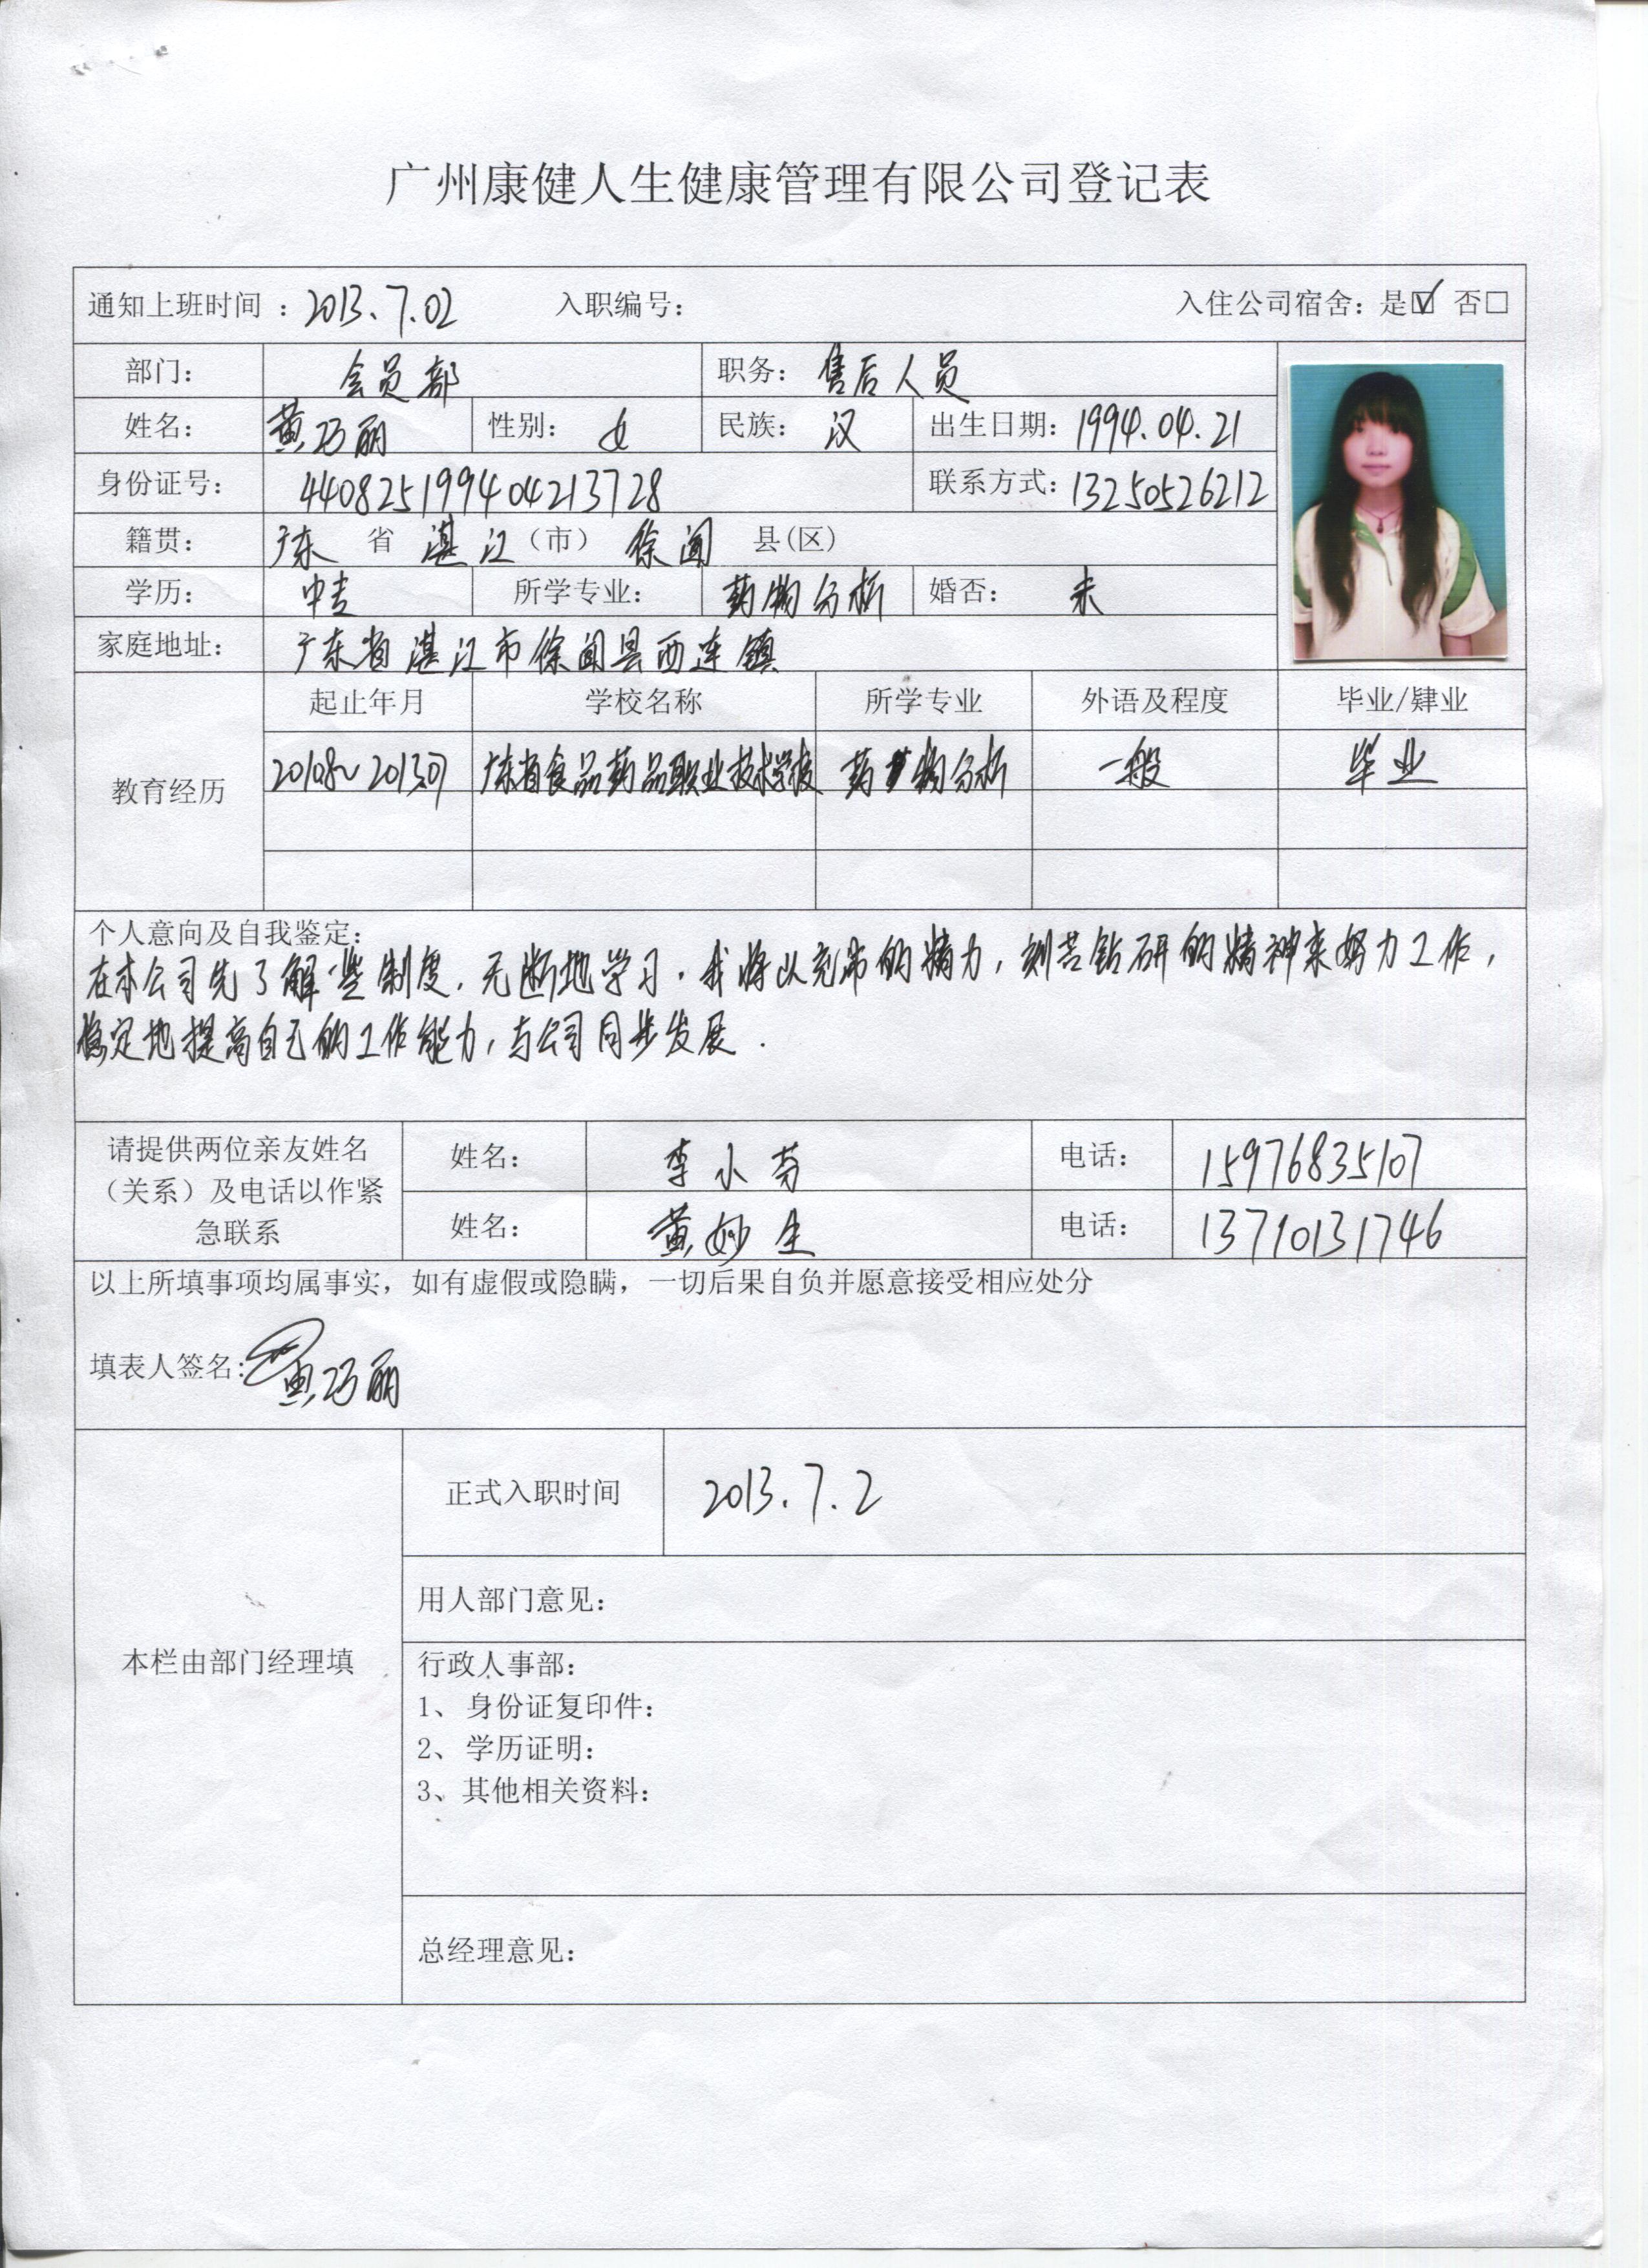 广州康健人生健康管理有限公司登记表
通知上班时间：2013.7.02 入职编号： 入住公司宿舍：是☑ 否□
部门： 会员部 职务： 售后人员
姓名： 黄巧丽 性别： 女 民族： 汉 出生日期：1994.04.21
身份证号： 440825199404213728 联系方式：13250526212
籍贯： 广东 省 湛江（市） 徐闻 县(区)
学历： 中专 所学专业： 药物分析 婚否： 未
家庭地址： 广东省湛江市徐闻县西连镇
起止年月 学校名称 所学专业 外语及程度 毕业/肄业
教育经历
20108~201307 广东省食品药品职业技术学校 药物分析 一般 毕业
个人意向及自我鉴定：
在本公司先了解一些制度，无断地学习，我将以充沛的精力，刻苦钻研的精神来努力工作，
稳定地提高自己的工作能力，与公司同步发展．
请提供两位亲友姓名
（关系）及电话以作紧
急联系
姓名： 李小芳 电话： 15976835107
姓名： 黄妙生 电话： 13710131746
以上所填事项均属事实，如有虚假或隐瞒，一切后果自负并愿意接受相应处分
填表人签名：黄巧丽
本栏由部门经理填
正式入职时间 2013.7.2
用人部门意见：
行政人事部：
1、 身份证复印件：
2、 学历证明：
3、其他相关资料：
总经理意见：